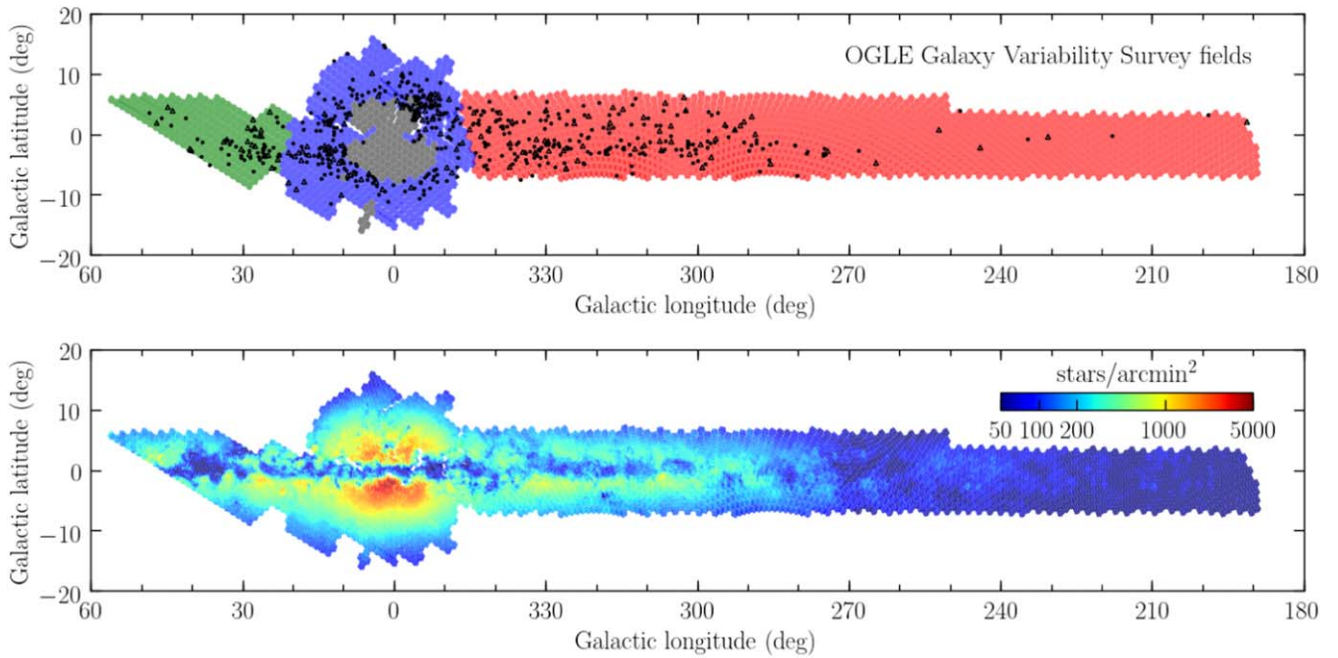 20
10
0
−10
−20
Galactic latitude (deg)
OGLE Galaxy Variability Survey fields
60 30 0 330 300 270 240 210 180
Galactic longitude (deg)
20
10
0
−10
−20
Galactic latitude (deg)
stars/arcmin²
50 100 200 1000 5000
60 30 0 330 300 270 240 210 180
Galactic longitude (deg)